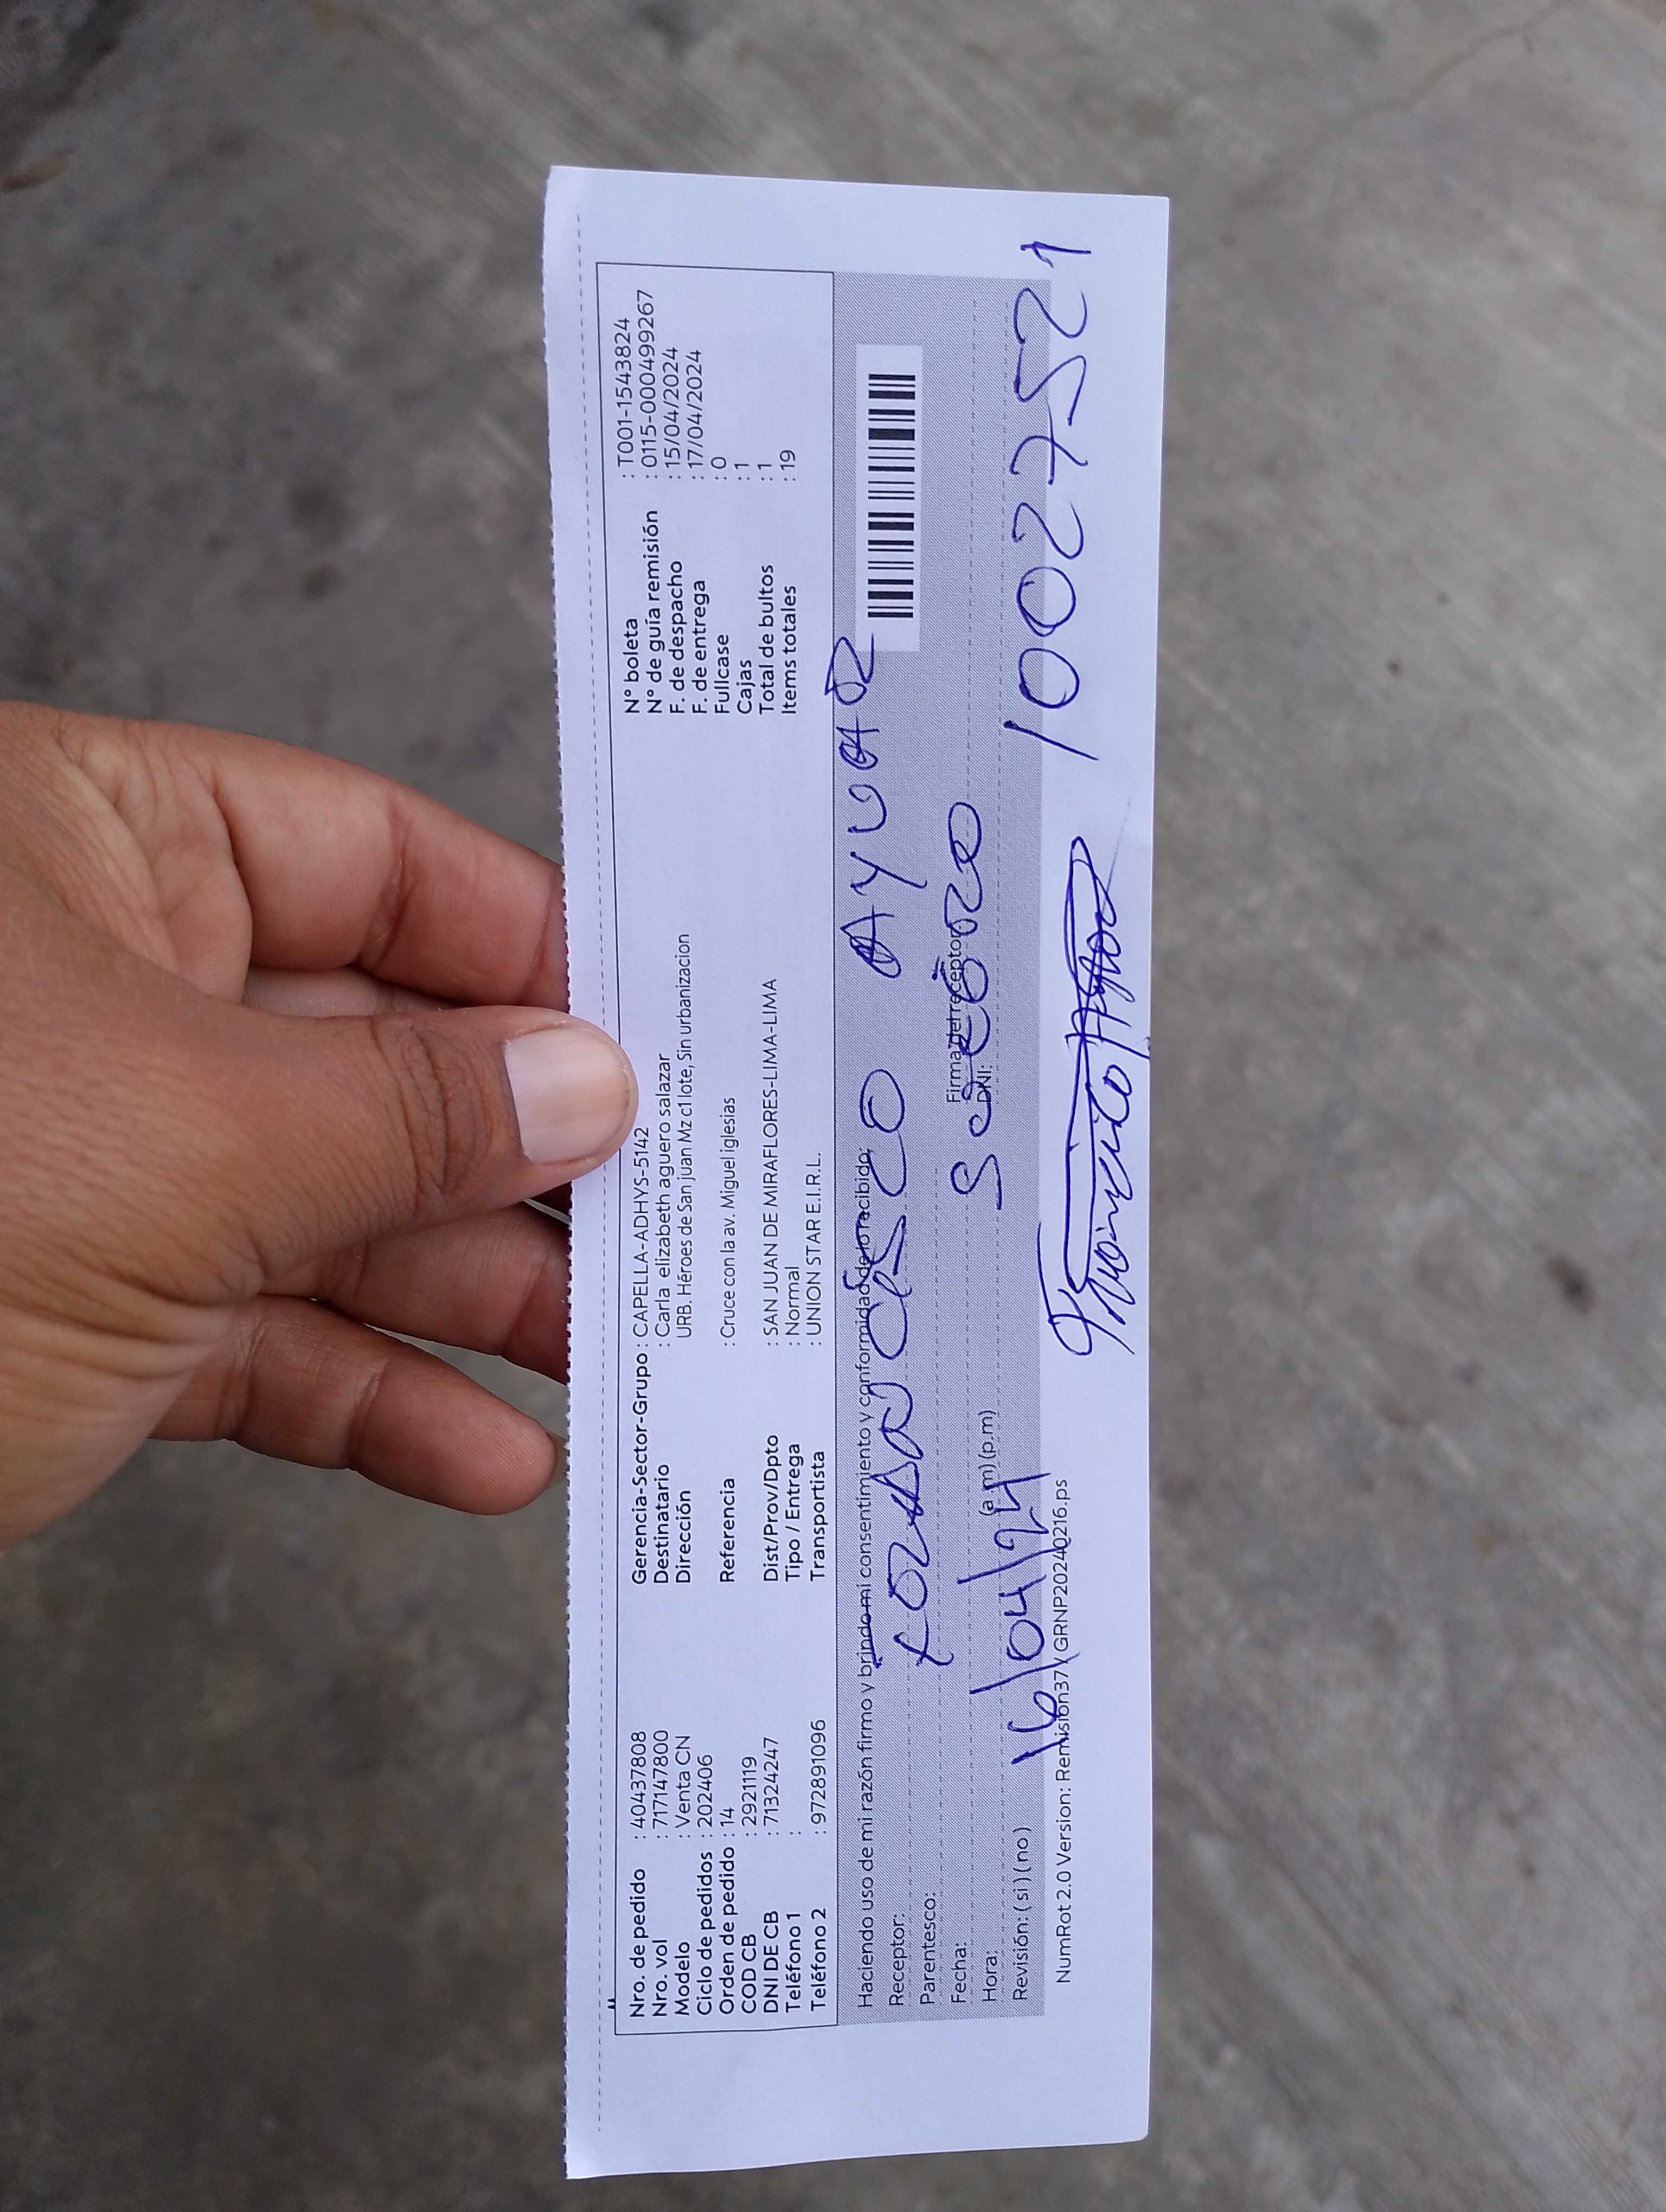 Nro. de pedido : 40437808
Nro. vol : 717147800
Modelo : Venta CN
Ciclo de pedidos : 202406
Orden de pedido : 14
COD CB : 2921119
DNI DE CB : 71324247
Teléfono 1 :
Teléfono 2 : 972891096
Gerencia-Sector-Grupo : CAPELLA-ADHYS-5142
Destinatario : Carla elizabeth aguero salazar
Dirección URB. Héroes de San juan Mz c1 lote, Sin urbanizacion
Referencia : Cruce con la av. Miguel iglesias
Dist/Prov/Dpto : SAN JUAN DE MIRAFLORES-LIMA-LIMA
Tipo / Entrega : Normal
Transportista : UNION STAR E.I.R.L.
N° boleta : T001-1543824
N° de guía remisión : 0115-0004499267
F. de despacho : 15/04/2024
F. de entrega : 17/04/2024
Fullcase : 0
Cajas : 1
Total de bultos : 1
Items totales : 19
Haciendo uso de mi razón firmo y brindo mi consentimiento y conformidad de lo recibido:
Receptor:
Parentesco:
Fecha: 16/04/24
Hora: (a.m) (p.m)
Revisión: ( si ) ( no )
Firma del receptor
DNI:
10027521
NumRot 2.0 Version: Remision37 / GRNP20240216.ps